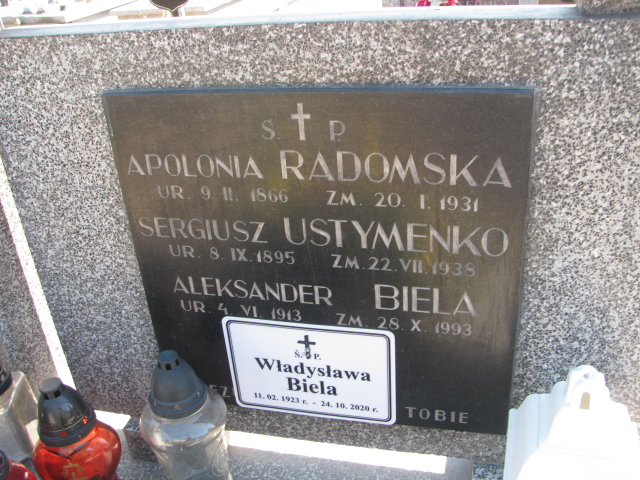 Ś. P.
APOLONIA RADOMSKA
UR. 9. II. 1866 ZM. 20. I. 1931
SERGIUSZ USTYMENKO
UR. 8. IX. 1895 ZM. 22. VII. 1938
ALEKSANDER BIELA
UR. 4. VI. 1913 ZM. 28. X. 1993
Ś. P.
Władysława
Biela
11. 02. 1923 r. - 24. 10. 2020 r.
TOBIE